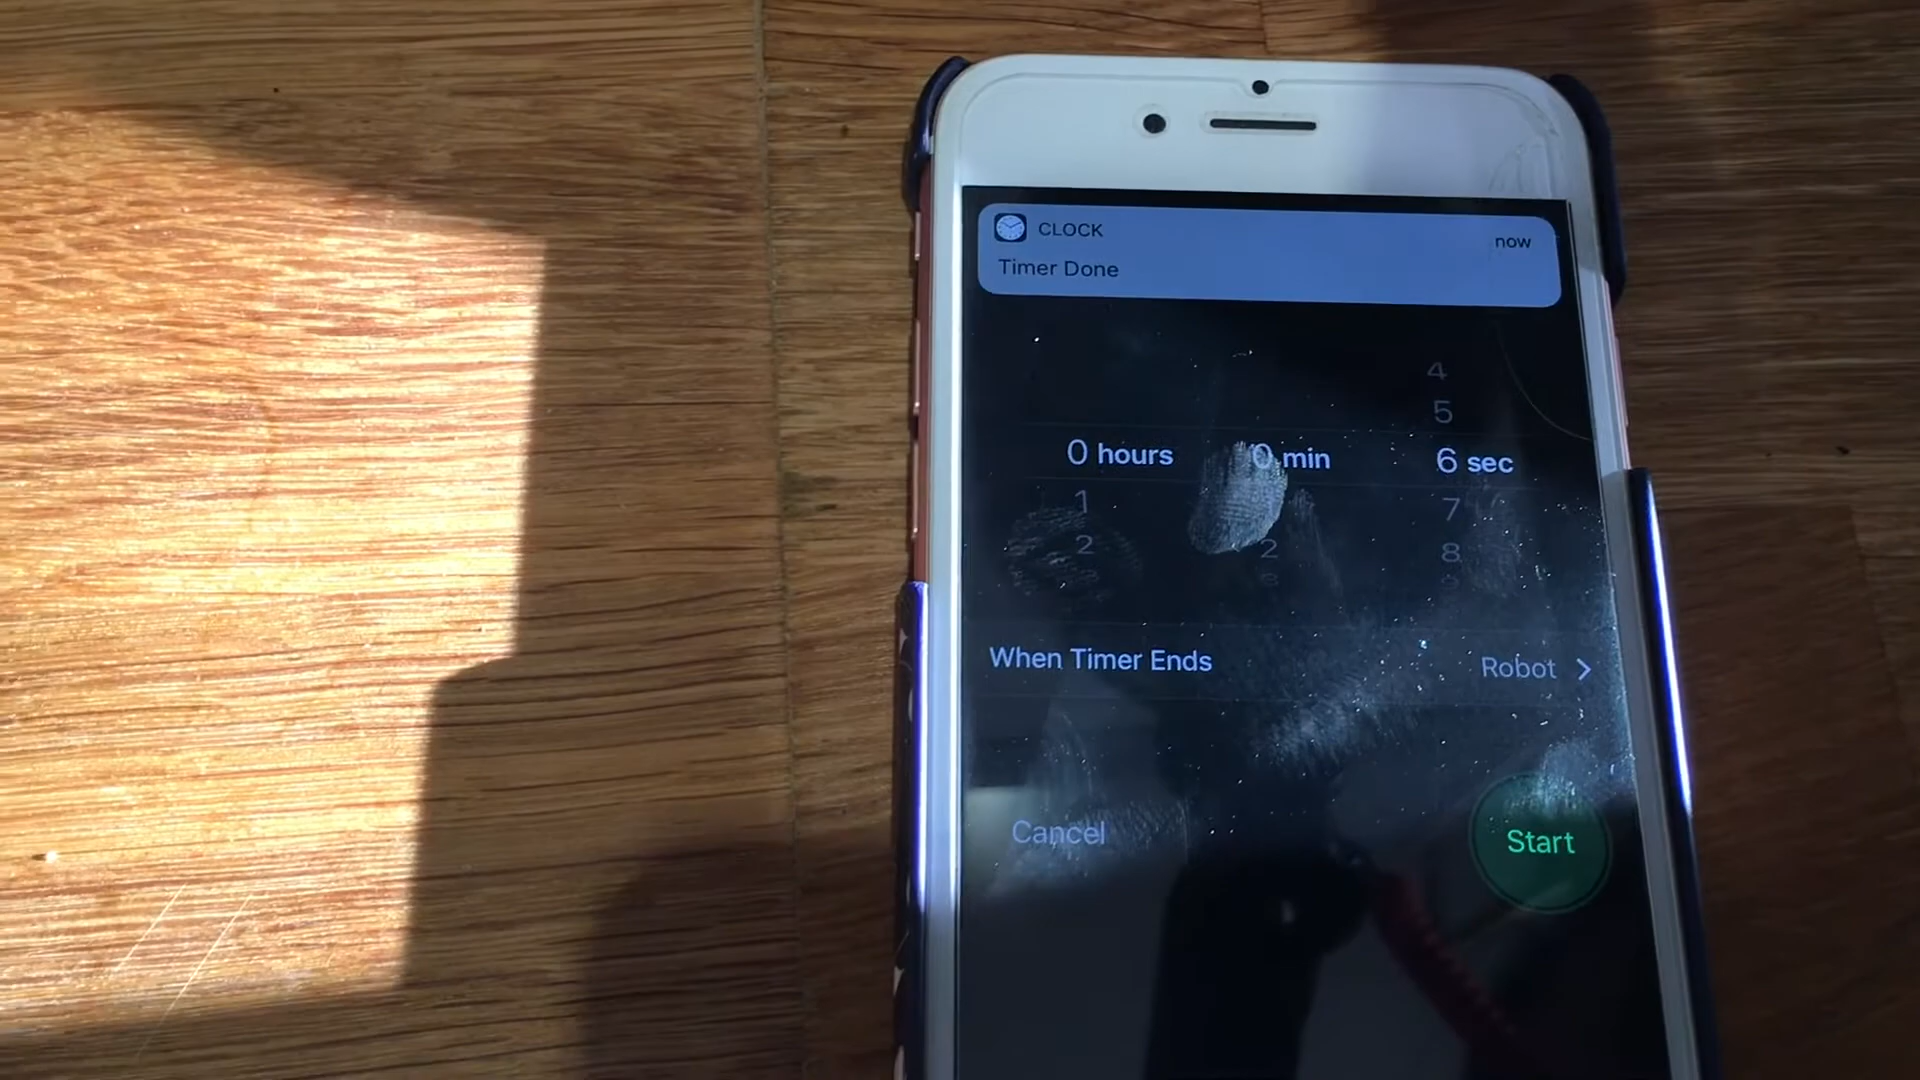 CLOCK now
Timer Done
4
5
0 hours 0 min 6 sec
1 7
2 2 8
When Timer Ends Robot >
Cancel Start